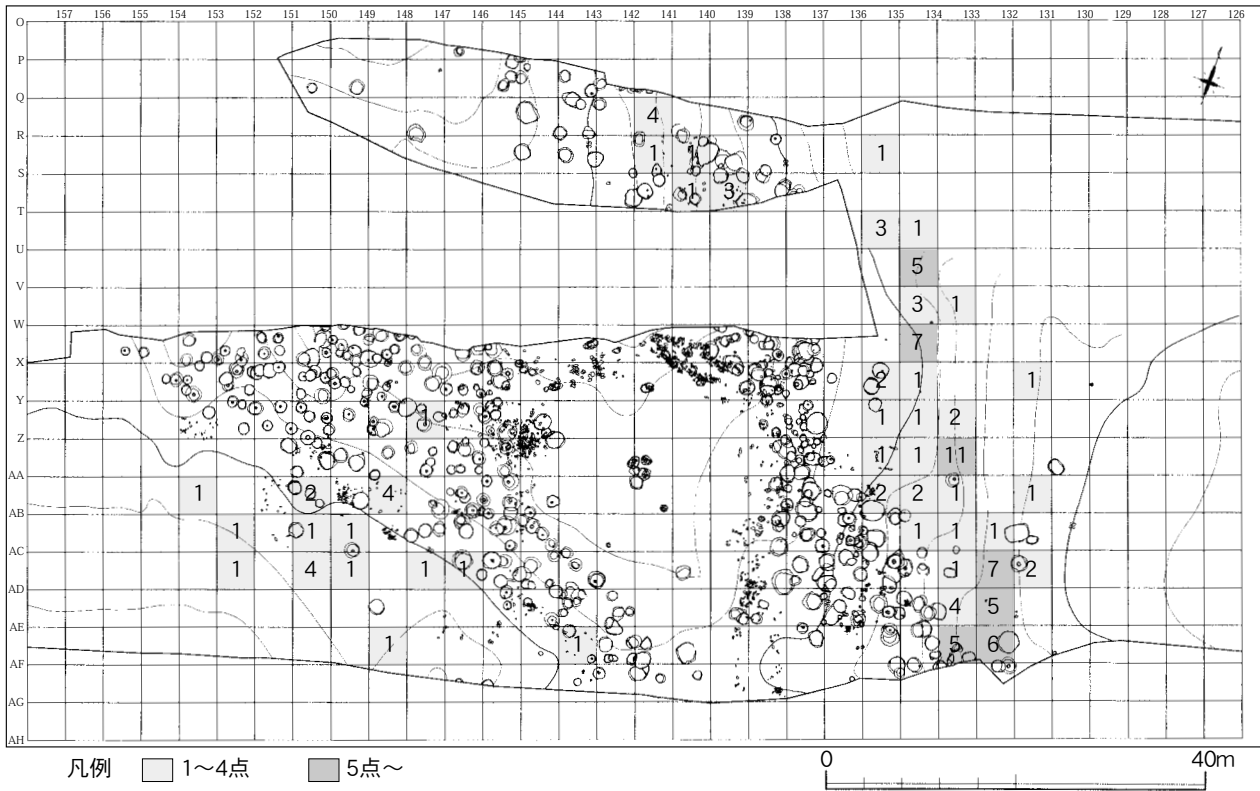 157 156 155 154 153 152 151 150 149 148 147 146 145 144 143 142 141 140 139 138 137 136 135 134 133 132 131 130 129 128 127 126
O
P
Q
4
R
1 1 1
S
1 3
T
3 1
U
5
V
3 1
W
7
X
2 1 1
Y
1 1 1 2
Z
1 1 11
AA
1 2 4 2 2 1 1
AB
1 1 1 1 1 1
AC
1 4 1 1 1 1 7 2
AD
4 5
AE
1 1 5 6
AF
AG
AH
凡例 1〜4点 5点〜
0 40m